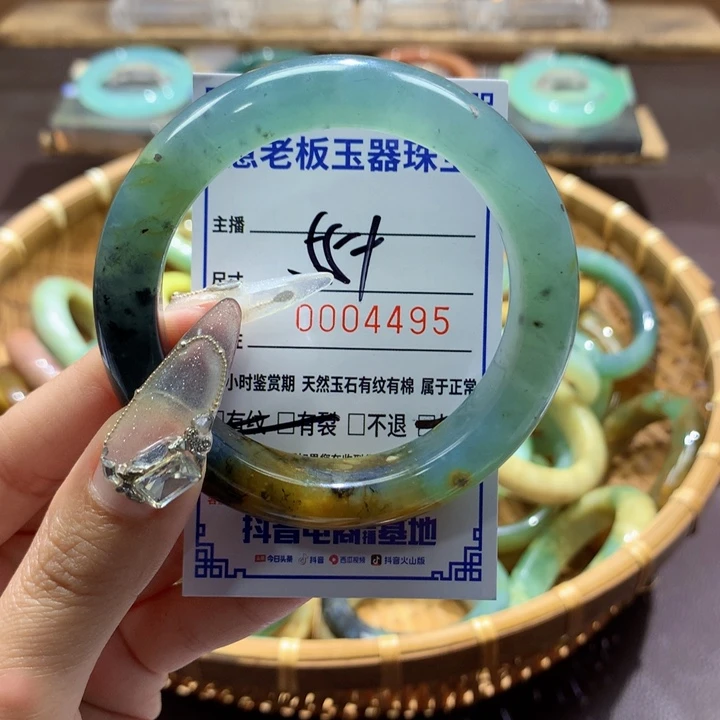 老板玉器珠
主播
尺寸
0004495
小时鉴赏期 天然玉石有纹有棉 属于正常
有纹 □有裂 □不退
抖音电商 基地
今日头条 抖音 西瓜视频 抖音火山版